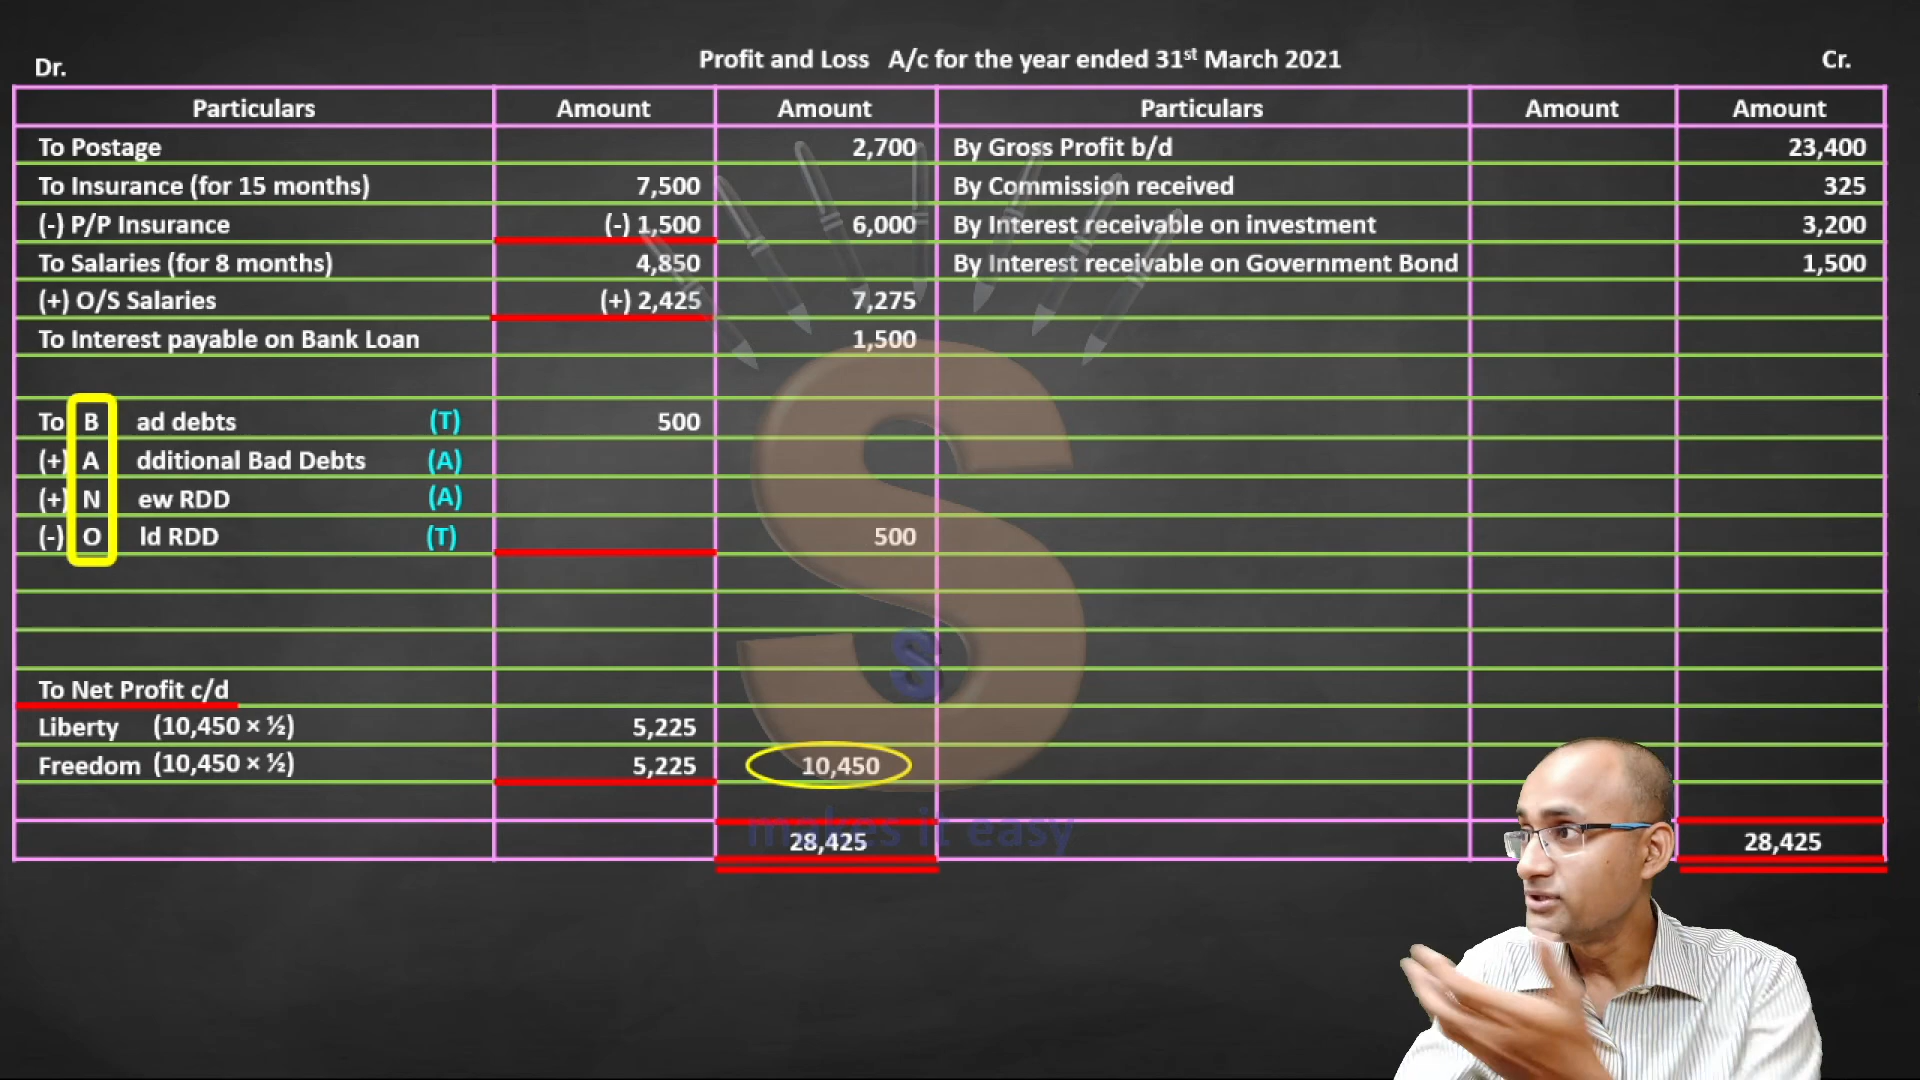 Dr.
Profit and Loss A/c for the year ended 31st March 2021
Cr.
Particulars Amount Amount Particulars Amount Amount
To Postage 2,700 By Gross Profit b/d 23,400
To Insurance (for 15 months) 7,500 By Commission received 325
(-) P/P Insurance (-) 1,500 6,000 By Interest receivable on investment 3,200
To Salaries (for 8 months) 4,850 By Interest receivable on Government Bond 1,500
(+) O/S Salaries (+) 2,425 7,275
To Interest payable on Bank Loan 1,500
To B ad debts (T) 500
(+) A dditional Bad Debts (A)
(+) N ew RDD (A)
(-) O ld RDD (T) 500
S
S
To Net Profit c/d
Liberty (10,450 × ½) 5,225
Freedom (10,450 × ½) 5,225 10,450
makes it easy
28,425 28,425